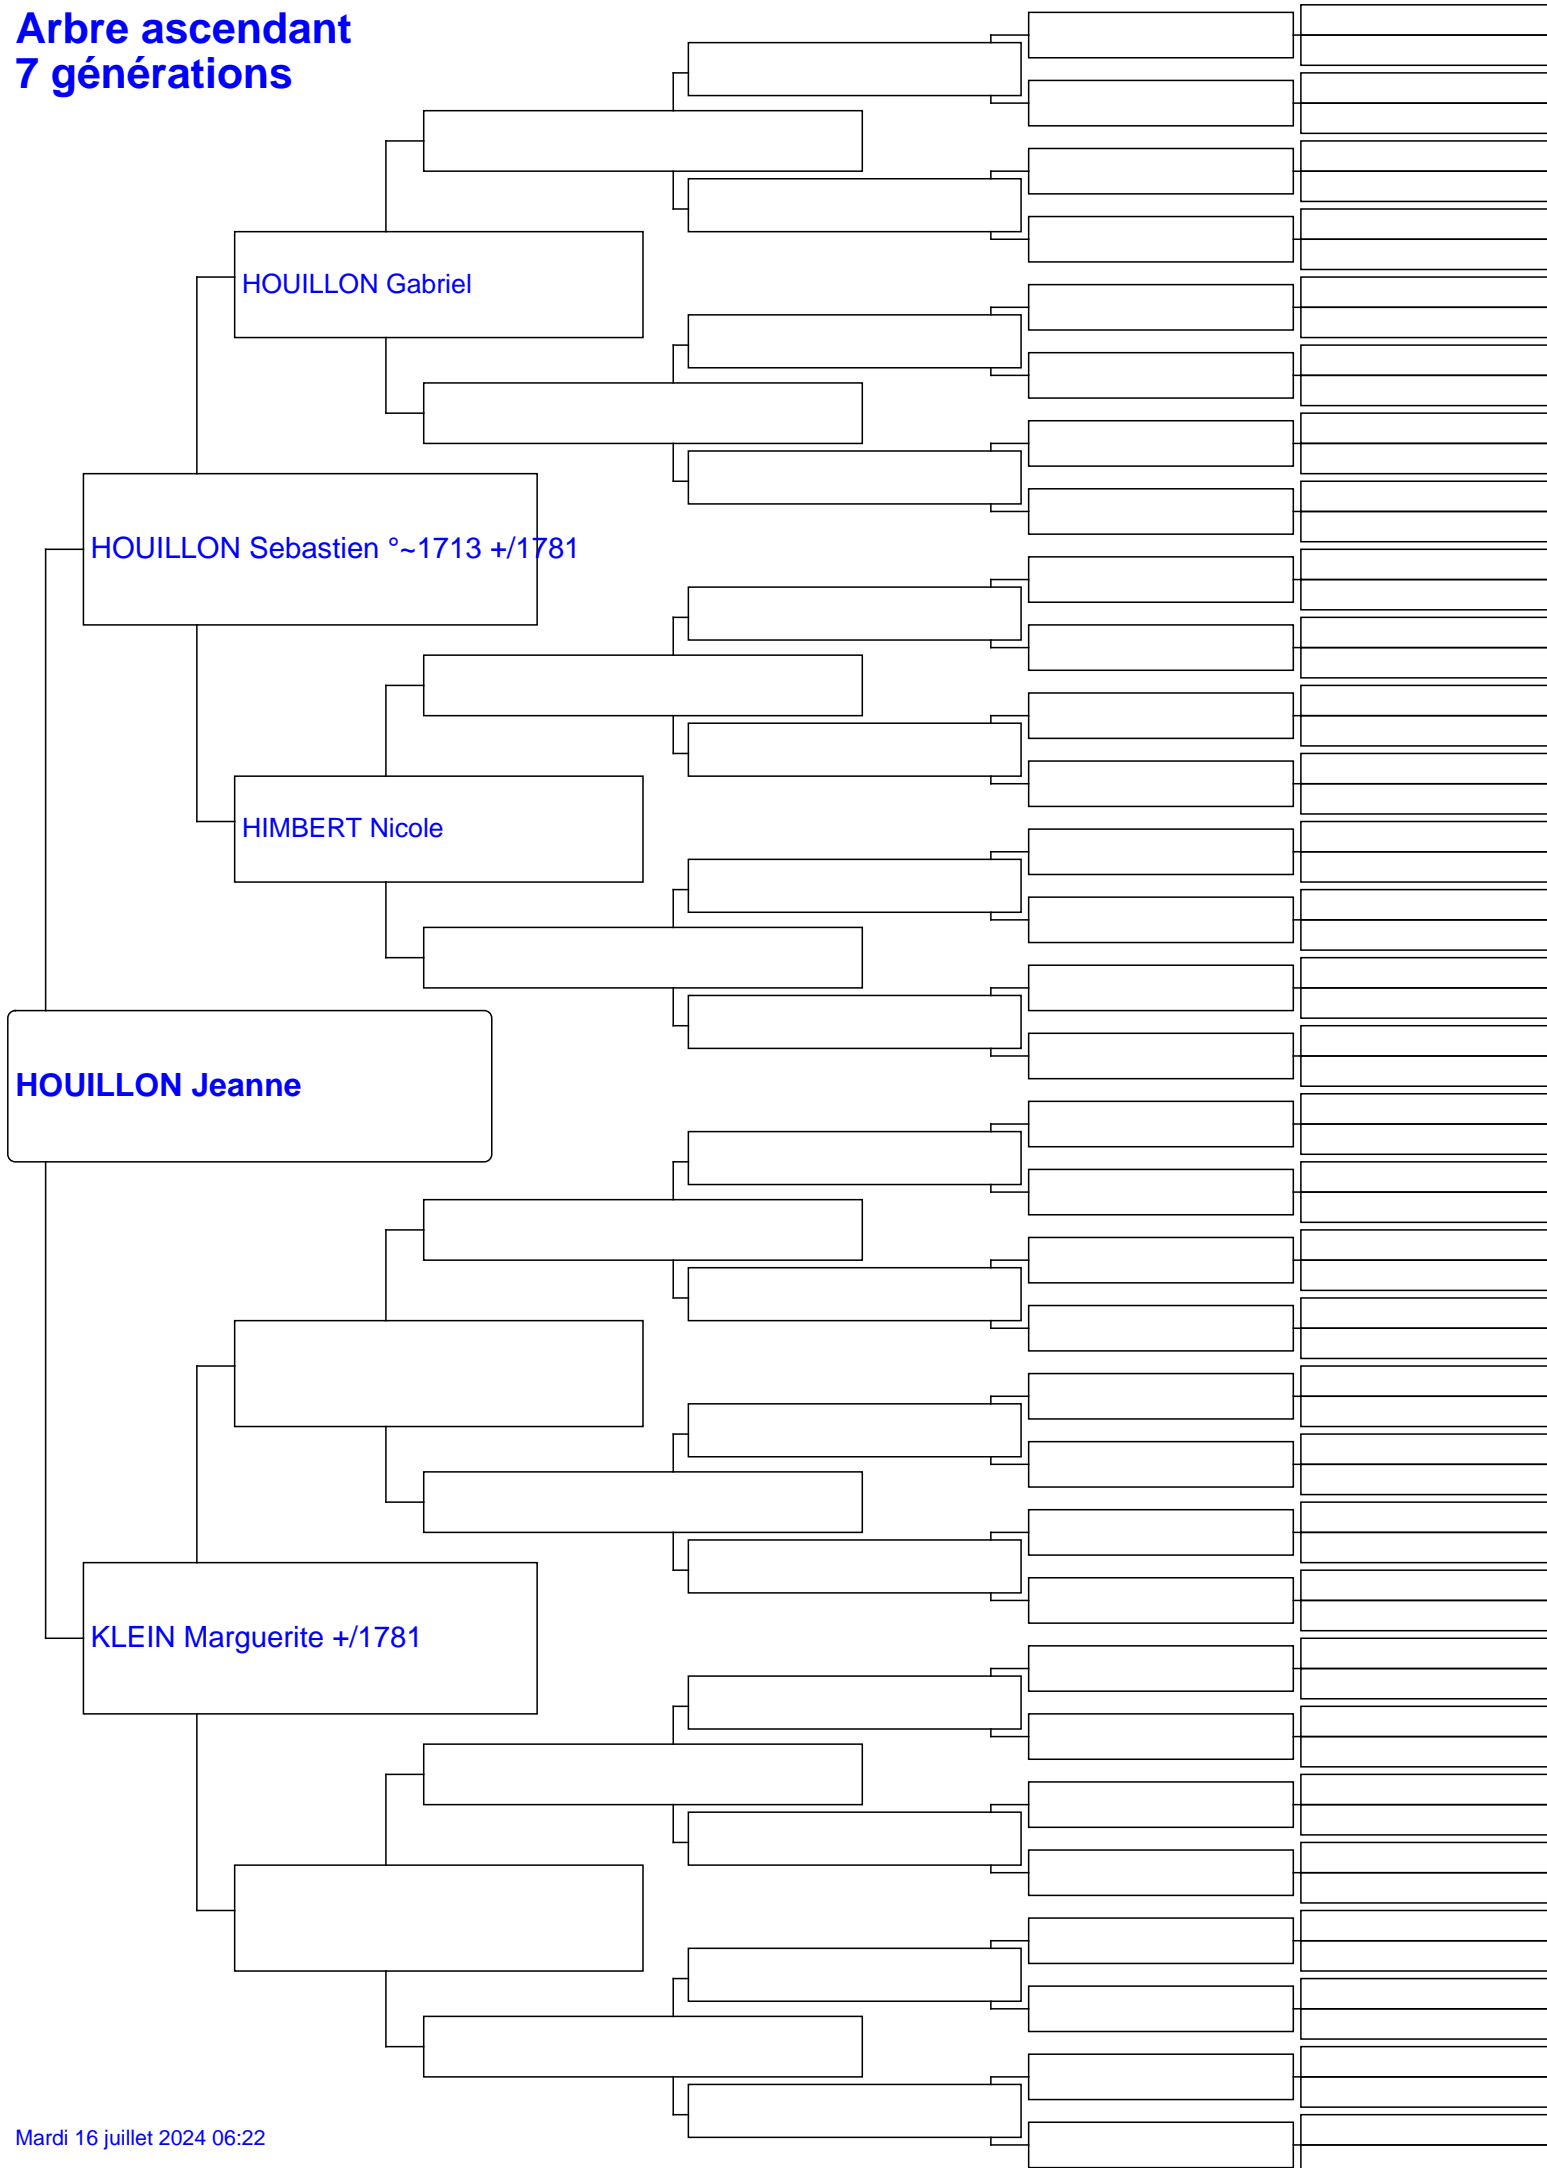 Arbre ascendant
7 générations
HOUILLON Gabriel
HOUILLON Sebastien °~1713 +/1781
HIMBERT Nicole
HOUILLON Jeanne
KLEIN Marguerite +/1781
Mardi 16 juillet 2024 06:22